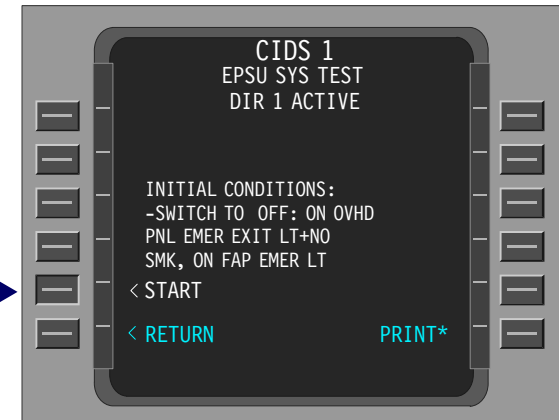 CIDS 1
EPSU SYS TEST
DIR 1 ACTIVE
INITIAL CONDITIONS:
-SWITCH TO OFF: ON OVHD
PNL EMER EXIT LT+NO
SMK, ON FAP EMER LT
< START
< RETURN PRINT*